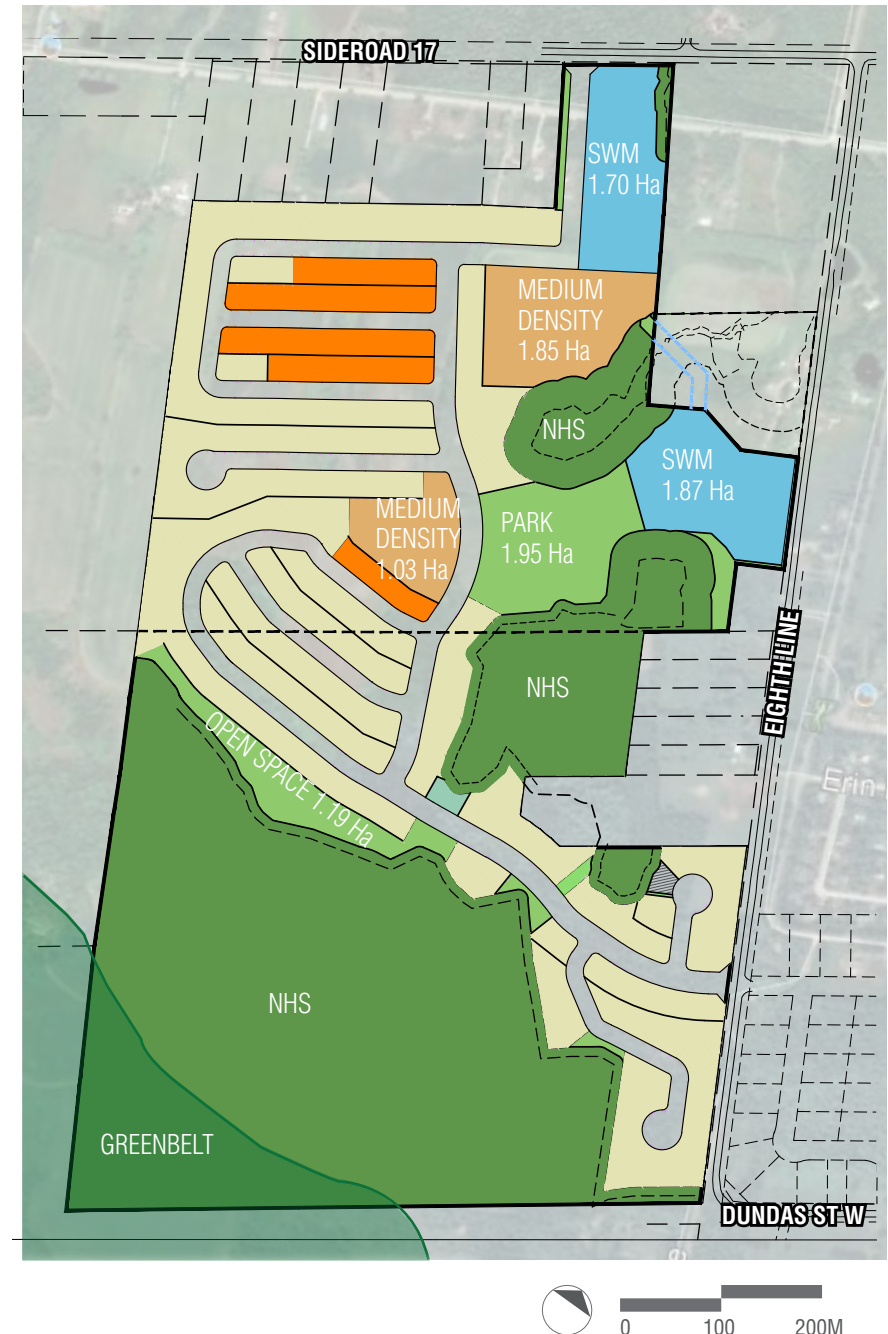 SIDEROAD 17
SWM
1.70 Ha
MEDIUM
DENSITY
1.85 Ha
NHS
SWM
1.87 Ha
MEDIUM
DENSITY
1.03 Ha
PARK
1.95 Ha
EIGHTH LINE
NHS
OPEN SPACE 1.19 Ha
Erin
NHS
GREENBELT
DUNDAS ST W
0 100 200M